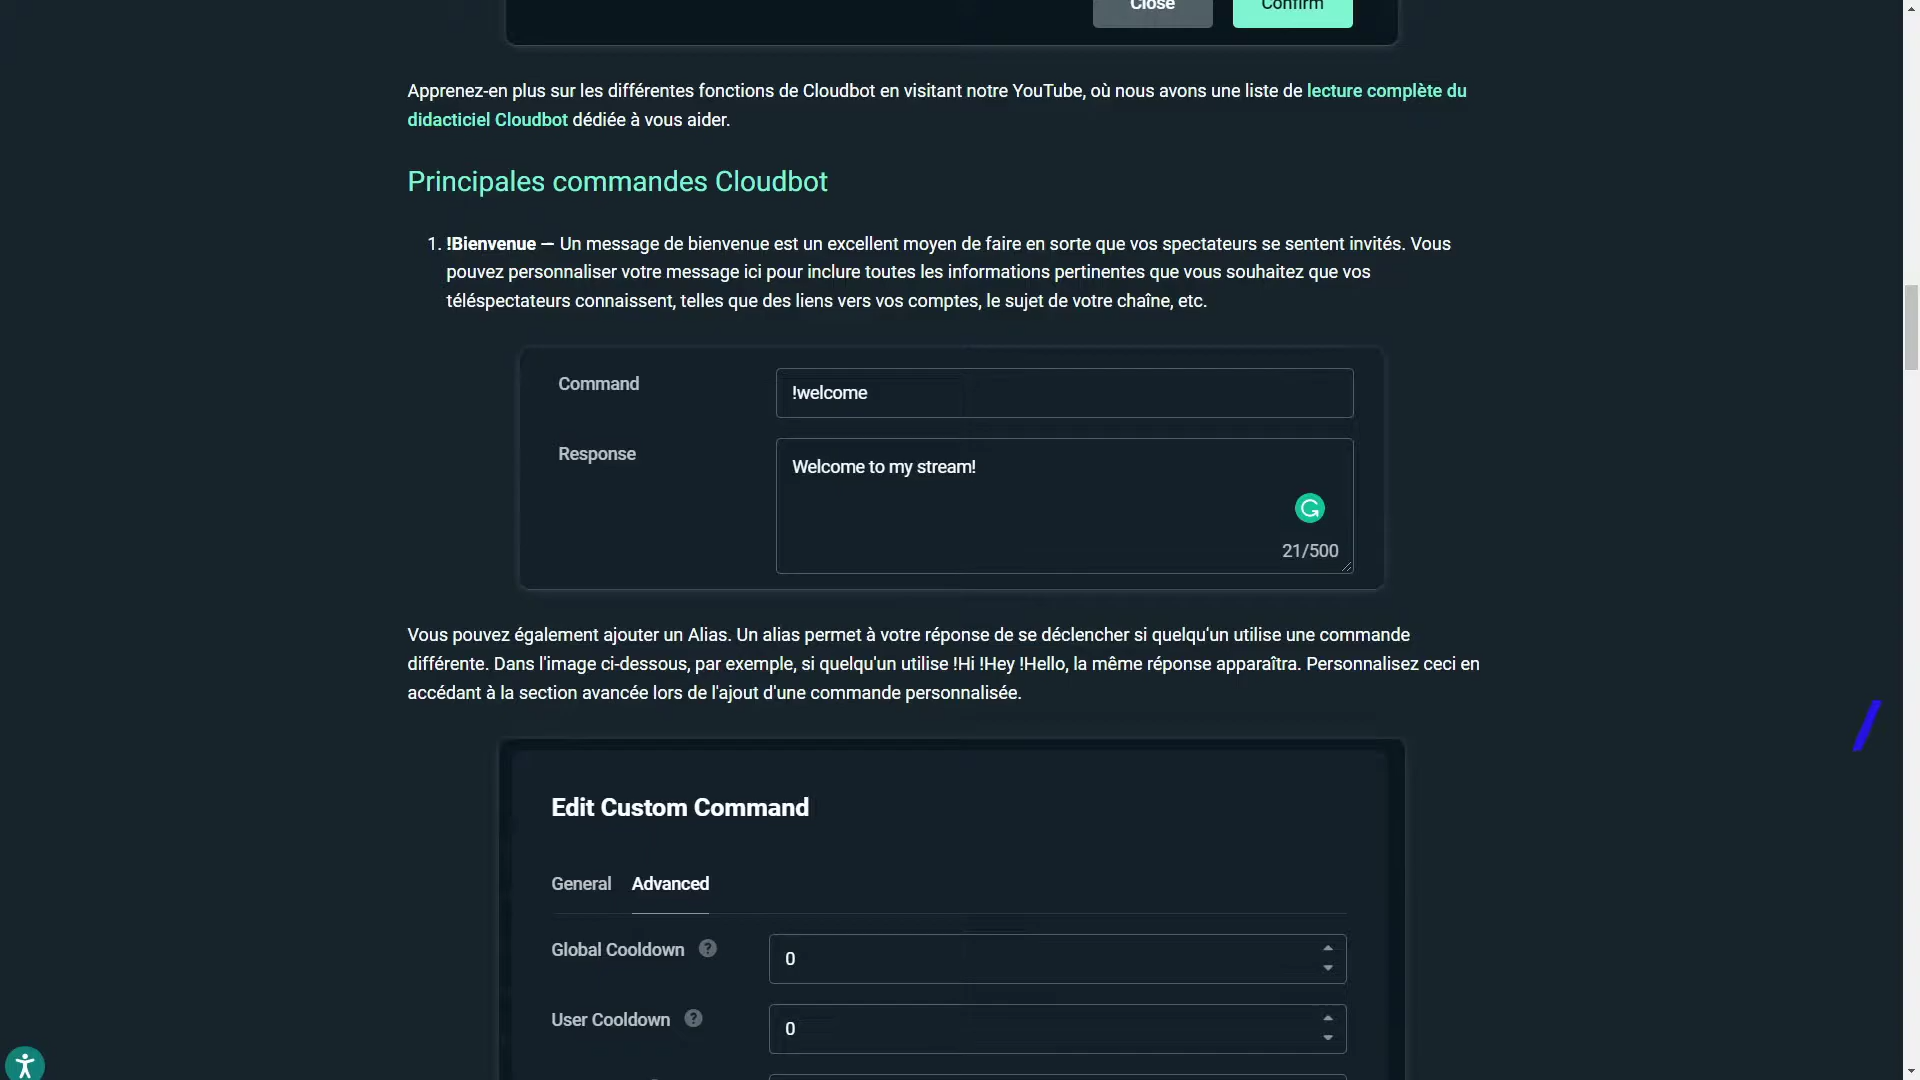 Close
Confirm
Apprenez-en plus sur les différentes fonctions de Cloudbot en visitant notre YouTube, où nous avons une liste de lecture complète du
didacticiel Cloudbot dédiée à vous aider.
Principales commandes Cloudbot
1. !Bienvenue — Un message de bienvenue est un excellent moyen de faire en sorte que vos spectateurs se sentent invités. Vous
pouvez personnaliser votre message ici pour inclure toutes les informations pertinentes que vous souhaitez que vos
téléspectateurs connaissent, telles que des liens vers vos comptes, le sujet de votre chaîne, etc.
Command
!welcome
Response
Welcome to my stream!
21/500
Vous pouvez également ajouter un Alias. Un alias permet à votre réponse de se déclencher si quelqu'un utilise une commande
différente. Dans l'image ci-dessous, par exemple, si quelqu'un utilise !Hi !Hey !Hello, la même réponse apparaîtra. Personnalisez ceci en
accédant à la section avancée lors de l'ajout d'une commande personnalisée.
Edit Custom Command
General Advanced
Global Cooldown ?
0
User Cooldown ?
0